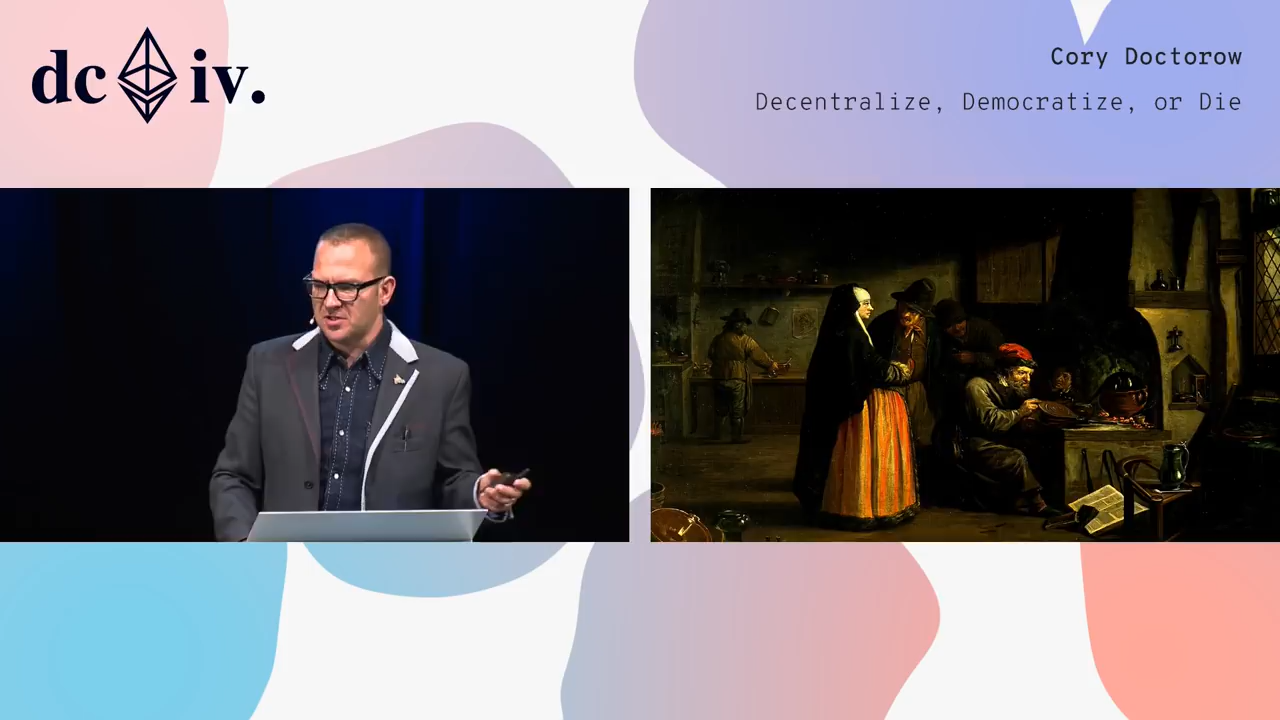 dc iv.
Cory Doctorow
Decentralize, Democratize, or Die